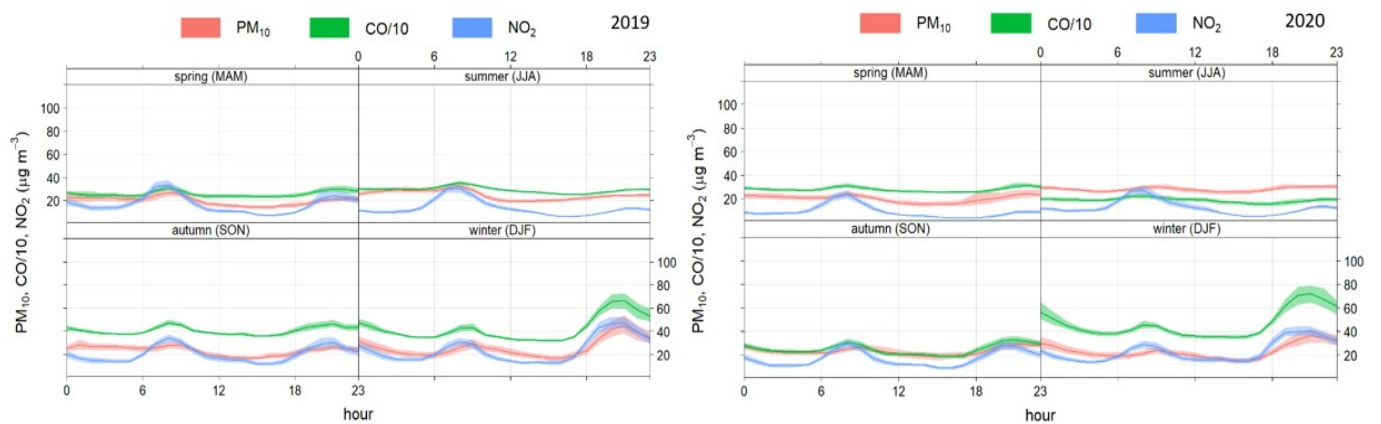 PM₁₀ CO/10 NO₂ 2019
0 6 12 18 23
spring (MAM) summer (JJA)
100
80
60
40
20
autumn (SON) winter (DJF)
100
80
60
40
20
0 6 12 18 23
hour
PM₁₀, CO/10, NO₂ (µg m⁻³)
PM₁₀ CO/10 NO₂ 2020
0 6 12 18 23
spring (MAM) summer (JJA)
100
80
60
40
20
autumn (SON) winter (DJF)
100
80
60
40
20
0 6 12 18 23
hour
PM₁₀, CO/10, NO₂ (µg m⁻³)